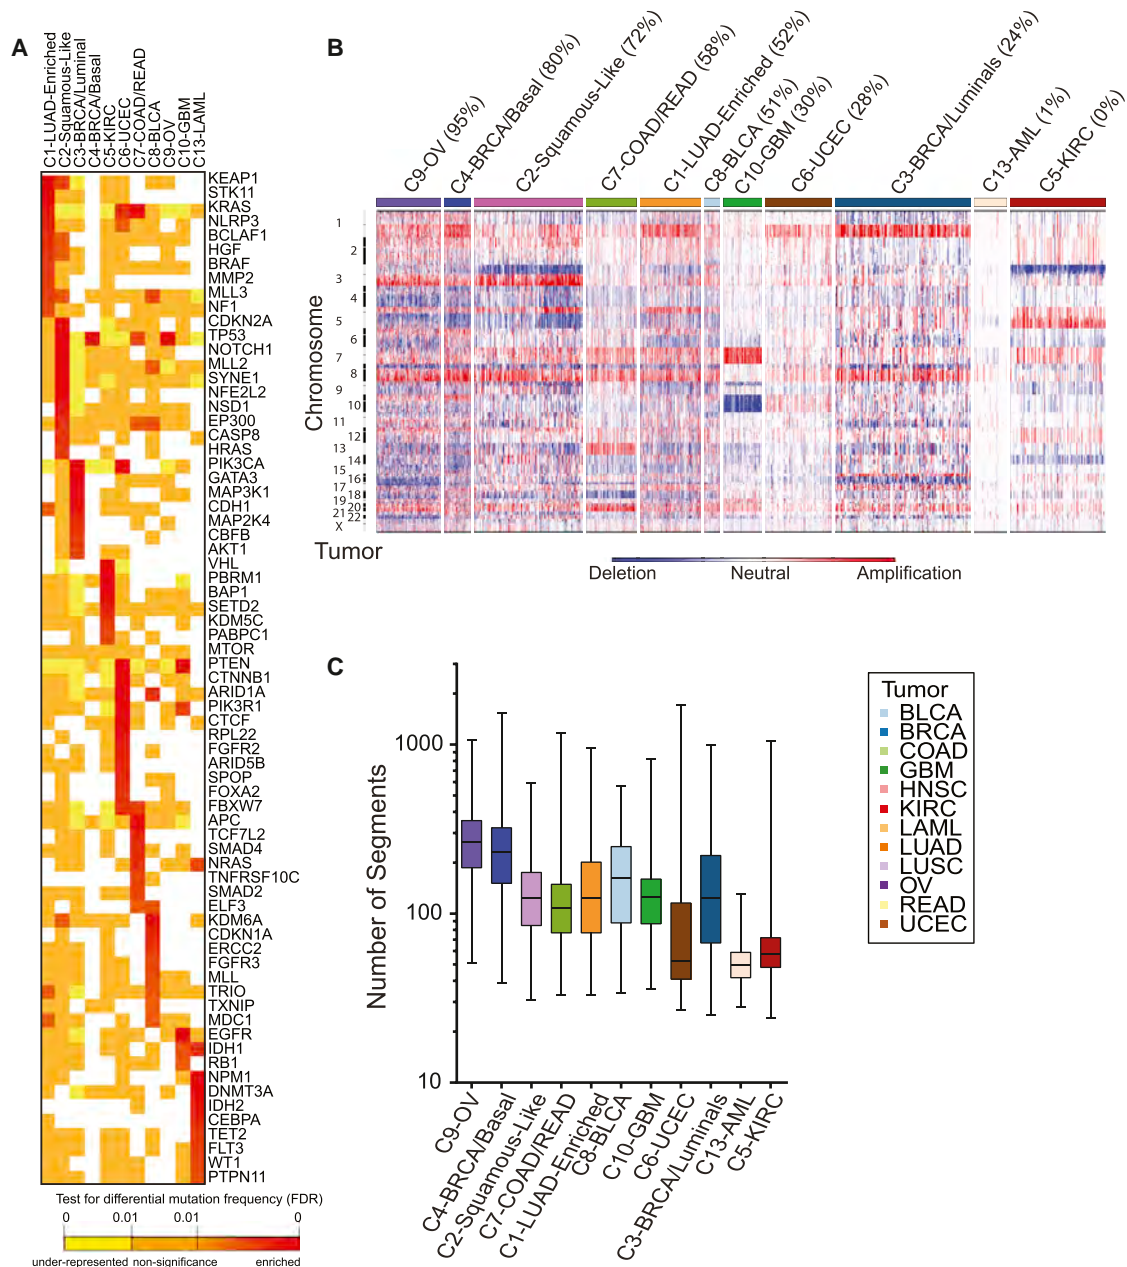 A
C1-LUAD-Enriched
C2-Squamous-Like
C3-BRCA/Luminal
C4-BRCA/Basal
C5-KIRC
C6-UCEC
C7-COAD/READ
C8-BLCA
C9-OV
C10-GBM
C13-LAML
KEAP1
STK11
KRAS
NLRP3
BCLAF1
HGF
BRAF
MMP2
MLL3
NF1
CDKN2A
TP53
NOTCH1
MLL2
SYNE1
NFE2L2
NSD1
EP300
CASP8
HRAS
PIK3CA
GATA3
MAP3K1
CDH1
MAP2K4
CBFB
AKT1
VHL
PBRM1
BAP1
SETD2
KDM5C
PABPC1
MTOR
PTEN
CTNNB1
ARID1A
PIK3R1
CTCF
RPL22
FGFR2
ARID5B
SPOP
FOXA2
FBXW7
APC
TCF7L2
SMAD4
NRAS
TNFRSF10C
SMAD2
ELF3
KDM6A
CDKN1A
ERCC2
FGFR3
MLL
TRIO
TXNIP
MDC1
EGFR
IDH1
RB1
NPM1
DNMT3A
IDH2
CEBPA
TET2
FLT3
WT1
PTPN11
Test for differential mutation frequency (FDR)
0 0.01 0.01 0
under-represented non-significance enriched
B
C9-OV (95%)
C4-BRCA/Basal (80%)
C2-Squamous-Like (72%)
C7-COAD/READ (58%)
C1-LUAD-Enriched (52%)
C8-BLCA (51%)
C10-GBM (30%)
C6-UCEC (28%)
C3-BRCA/Luminals (24%)
C13-AML (1%)
C5-KIRC (0%)
Chromosome
1
2
3
4
5
6
7
8
9
10
11
12
13
14
15
16
17
18
19
20
21
22
X
Tumor
Deletion Neutral Amplification
C
Number of Segments
1000
100
10
C9-OV
C4-BRCA/Basal
C2-Squamous-Like
C7-COAD/READ
C1-LUAD-Enriched
C8-BLCA
C10-GBM
C6-UCEC
C3-BRCA/Luminals
C13-AML
C5-KIRC
Tumor
BLCA
BRCA
COAD
GBM
HNSC
KIRC
LAML
LUAD
LUSC
OV
READ
UCEC